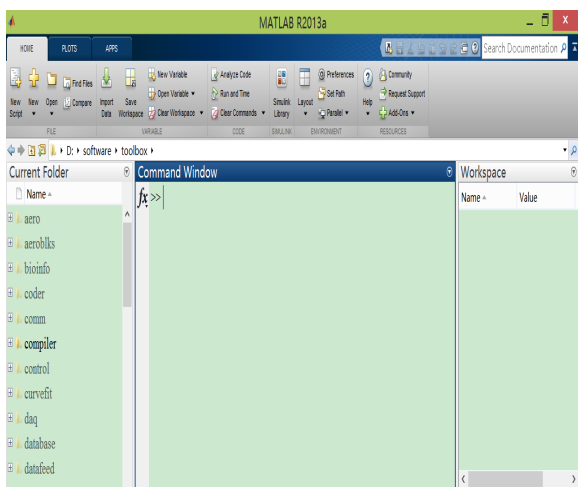 MATLAB R2013a
HOME PLOTS APPS Search Documentation
New Script New Open Find Files Compare Import Data Save Workspace New Variable Open Variable Clear Workspace Analyze Code Run and Time Clear Commands Simulink Library Layout Preferences Set Path Parallel Help Community Request Support Add-Ons
FILE VARIABLE CODE SIMULINK ENVIRONMENT RESOURCES
D: software toolbox
Current Folder Command Window Workspace
Name Name Value
fx >>
aero
aeroblks
bioinfo
coder
comm
compiler
control
curvefit
daq
database
datafeed